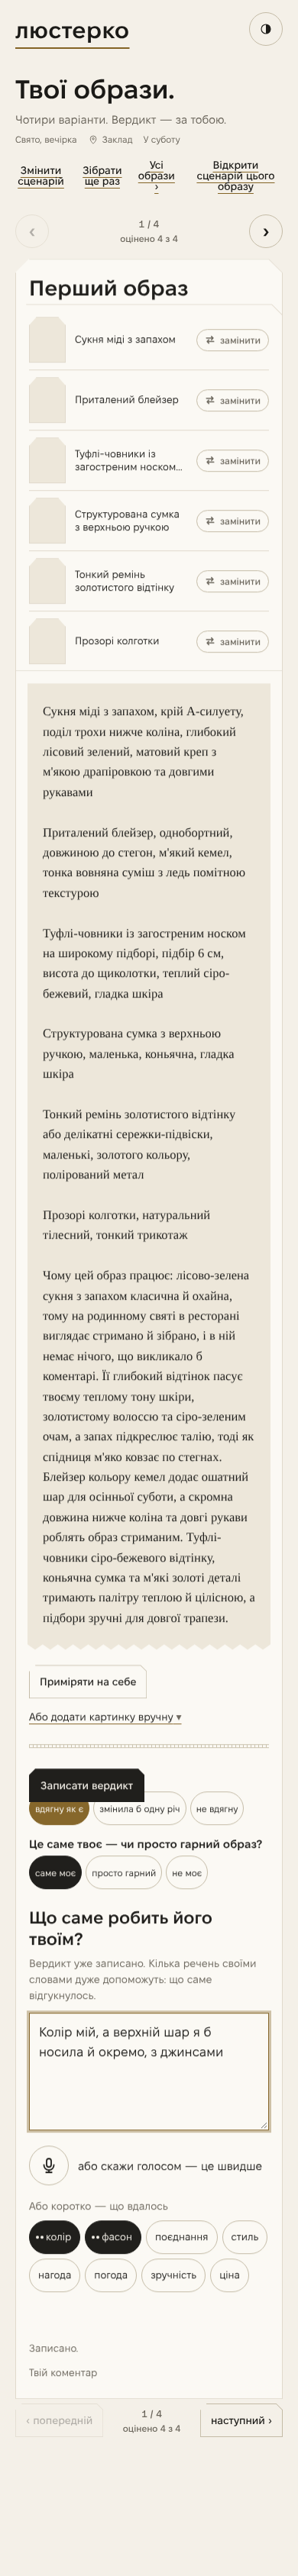 люстерко
Твої образи.
Чотири варіанти. Вердикт — за тобою.
Свято, вечірка Заклад У суботу
Змінити сценарій
Зібрати ще раз
Усі образи ›
Відкрити сценарій цього образу
‹
1 / 4
оцінено 4 з 4
›
Перший образ
Сукня міді з запахом
замінити
Приталений блейзер
замінити
Туфлі-човники із
загостреним носком...
замінити
Структурована сумка
з верхньою ручкою
замінити
Тонкий ремінь
золотистого відтінку
замінити
Прозорі колготки
замінити
Сукня міді з запахом, крій А-силуету,
поділ трохи нижче коліна, глибокий
лісовий зелений, матовий креп з
м'якою драпіровкою та довгими
рукавами
Приталений блейзер, однобортний,
довжиною до стегон, м'який кемел,
тонка вовняна суміш з ледь помітною
текстурою
Туфлі-човники із загостреним носком
на широкому підборі, підбір 6 см,
висота до щиколотки, теплий сіро-
бежевий, гладка шкіра
Структурована сумка з верхньою
ручкою, маленька, коньячна, гладка
шкіра
Тонкий ремінь золотистого відтінку
або делікатні сережки-підвіски,
маленькі, золотого кольору,
полірований метал
Прозорі колготки, натуральний
тілесний, тонкий трикотаж
Чому цей образ працює: лісово-зелена
сукня з запахом класична й охайна,
тому на родинному святі в ресторані
виглядає стримано й зібрано, і в ній
немає нічого, що викликало б
коментарі. Її глибокий відтінок пасує
твоєму теплому тону шкіри,
золотистому волоссю та сіро-зеленим
очам, а запах підкреслює талію, тоді як
спідниця м'яко ковзає по стегнах.
Блейзер кольору кемел додає ошатний
шар для осінньої суботи, а скромна
довжина нижче коліна та довгі рукави
роблять образ стриманим. Туфлі-
човники сіро-бежевого відтінку,
коньячна сумка та м'які золоті деталі
тримають палітру теплою й цілісною, а
підбори зручні для довгої трапези.
Приміряти на себе
Або додати картинку вручну ▾
Записати вердикт
вдягну як є
змінила б одну річ
не вдягну
Це саме твоє — чи просто гарний образ?
саме моє
просто гарний
не моє
Що саме робить його
твоїм?
Вердикт уже записано. Кілька речень своїми
словами дуже допоможуть: що саме
відгукнулось.
Колір мій, а верхній шар я б
носила й окремо, з джинсами
або скажи голосом — це швидше
Або коротко — що вдалось
колір
фасон
поєднання
стиль
нагода
погода
зручність
ціна
Записано.
Твій коментар
‹ попередній
1 / 4
оцінено 4 з 4
наступний ›